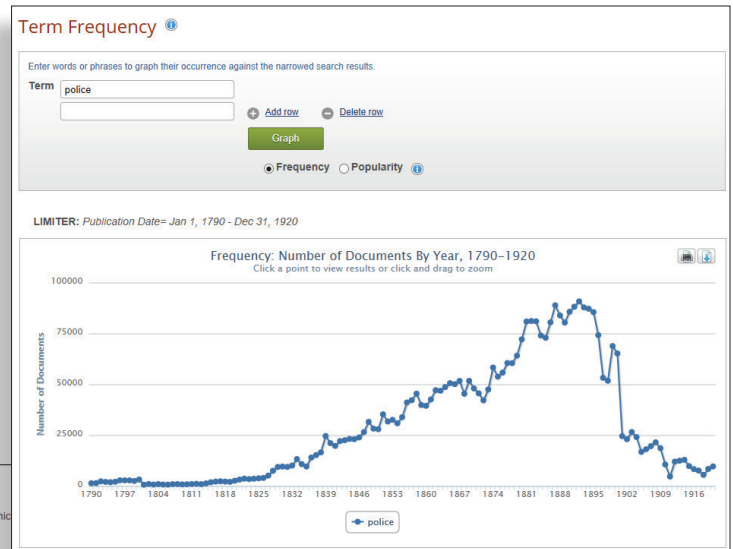 Term Frequency
Enter words or phrases to graph their occurrence against the narrowed search results.
Term police
Add row Delete row
Graph
Frequency Popularity
LIMITER: Publication Date= Jan 1, 1790 - Dec 31, 1920
Frequency: Number of Documents By Year, 1790-1920
Click a point to view results or click and drag to zoom
100000
75000
50000
25000
0
Number of Documents
1790 1797 1804 1811 1818 1825 1832 1839 1846 1853 1860 1867 1874 1881 1888 1895 1902 1909 1916
police